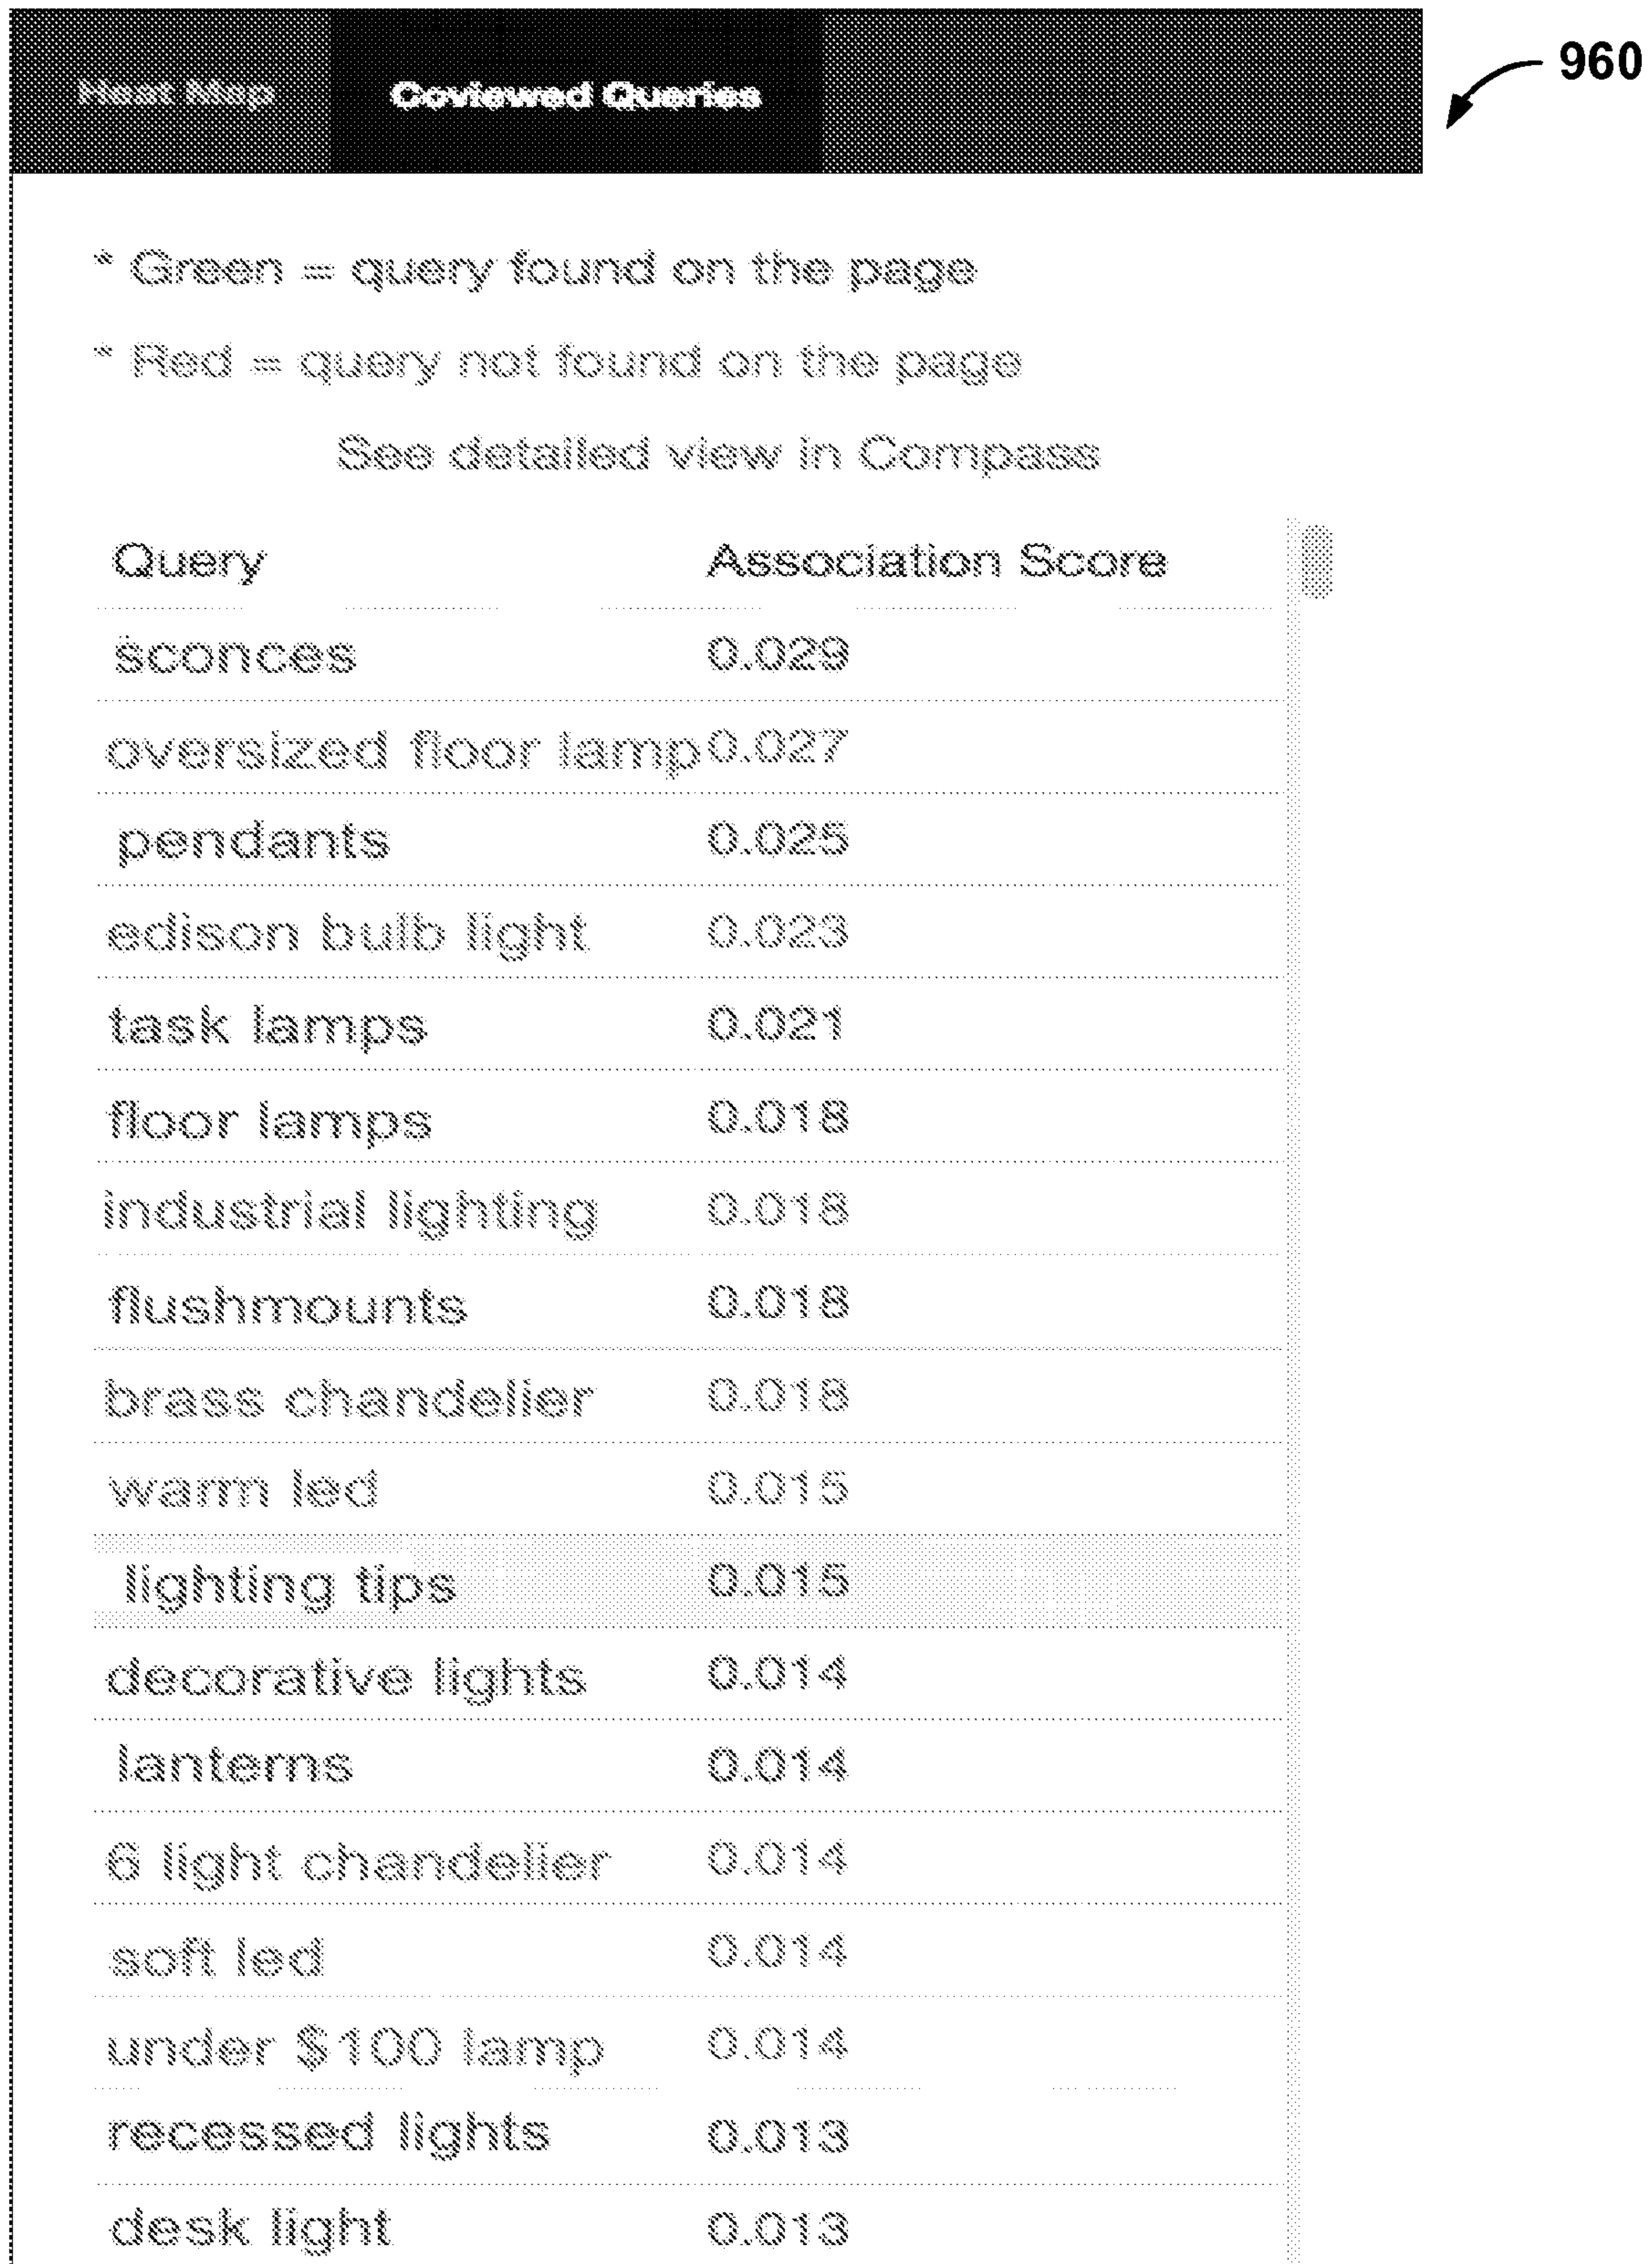 Heat Map Coviewed Queries
960
* Green = query found on the page
* Red = query not found on the page
See detailed view in Compass
Query Association Score
sconces 0.029
oversized floor lamp 0.027
pendants 0.025
edison bulb light 0.023
task lamps 0.021
floor lamps 0.018
industrial lighting 0.018
flushmounts 0.018
brass chandelier 0.018
warm led 0.015
lighting tips 0.015
decorative lights 0.014
lanterns 0.014
6 light chandelier 0.014
soft led 0.014
under $100 lamp 0.014
recessed lights 0.013
desk light 0.013